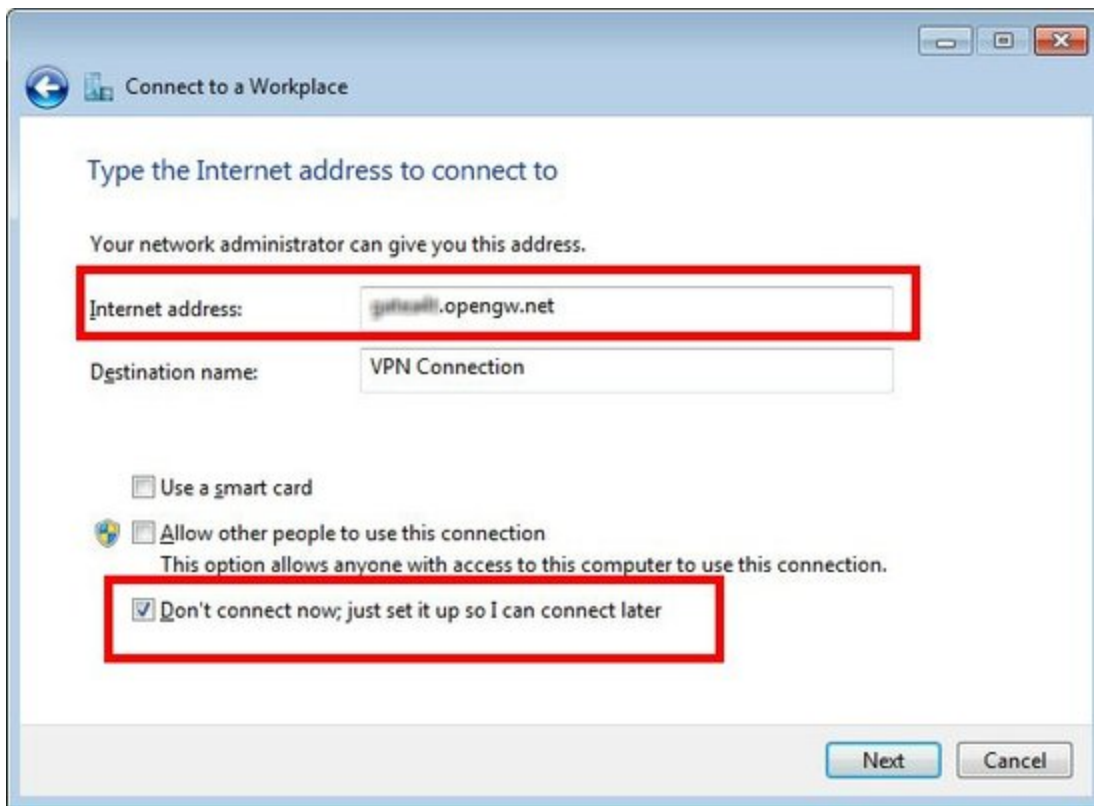 Connect to a Workplace
Type the Internet address to connect to
Your network administrator can give you this address.
Internet address: .opengw.net
Destination name: VPN Connection
Use a smart card
Allow other people to use this connection
This option allows anyone with access to this computer to use this connection.
Don't connect now; just set it up so I can connect later
Next Cancel